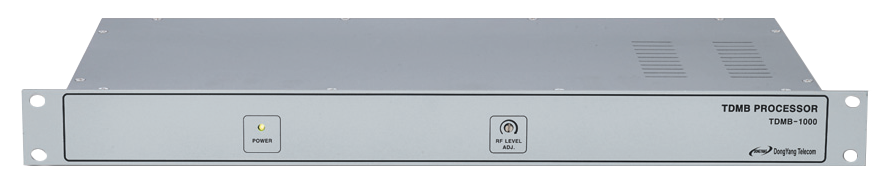 TDMB PROCESSOR
TDMB-1000
POWER
RF LEVEL
ADJ.
DongYang Telecom